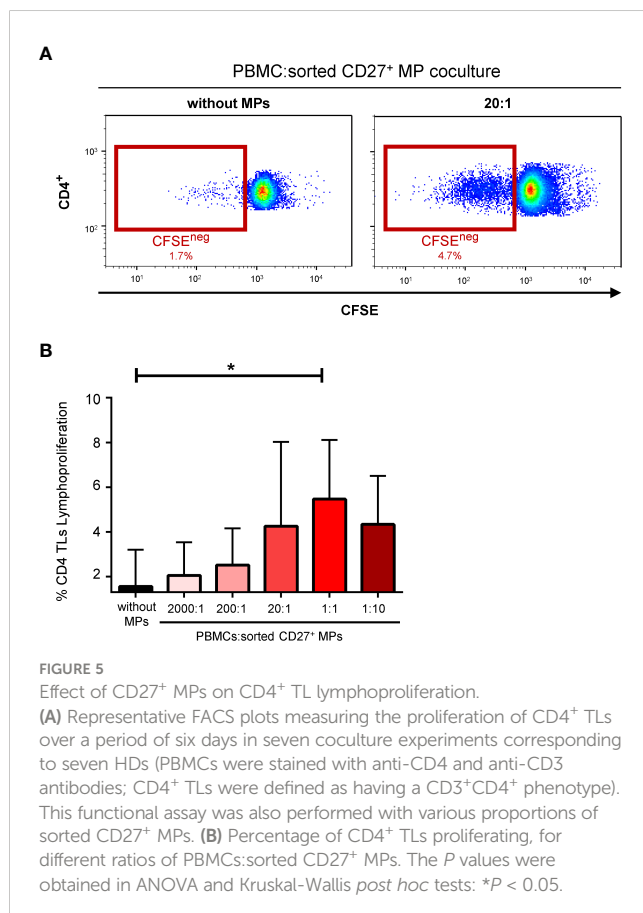 A
PBMC:sorted CD27⁺ MP coculture
without MPs
20:1
CD4⁺
10³
10²
CFSEⁿᵉᵍ
1.7%
CFSEⁿᵉᵍ
4.7%
10¹ 10² 10³ 10⁴
10¹ 10² 10³ 10⁴
CFSE
B
*
% CD4 TLs Lymphoproliferation
10
8
6
4
2
without MPs
2000:1
200:1
20:1
1:1
1:10
PBMCs:sorted CD27⁺ MPs
FIGURE 5
Effect of CD27⁺ MPs on CD4⁺ TL lymphoproliferation.
(A) Representative FACS plots measuring the proliferation of CD4⁺ TLs
over a period of six days in seven coculture experiments corresponding
to seven HDs (PBMCs were stained with anti-CD4 and anti-CD3
antibodies; CD4⁺ TLs were defined as having a CD3⁺CD4⁺ phenotype).
This functional assay was also performed with various proportions of
sorted CD27⁺ MPs. (B) Percentage of CD4⁺ TLs proliferating, for
different ratios of PBMCs:sorted CD27⁺ MPs. The P values were
obtained in ANOVA and Kruskal-Wallis post hoc tests: *P < 0.05.